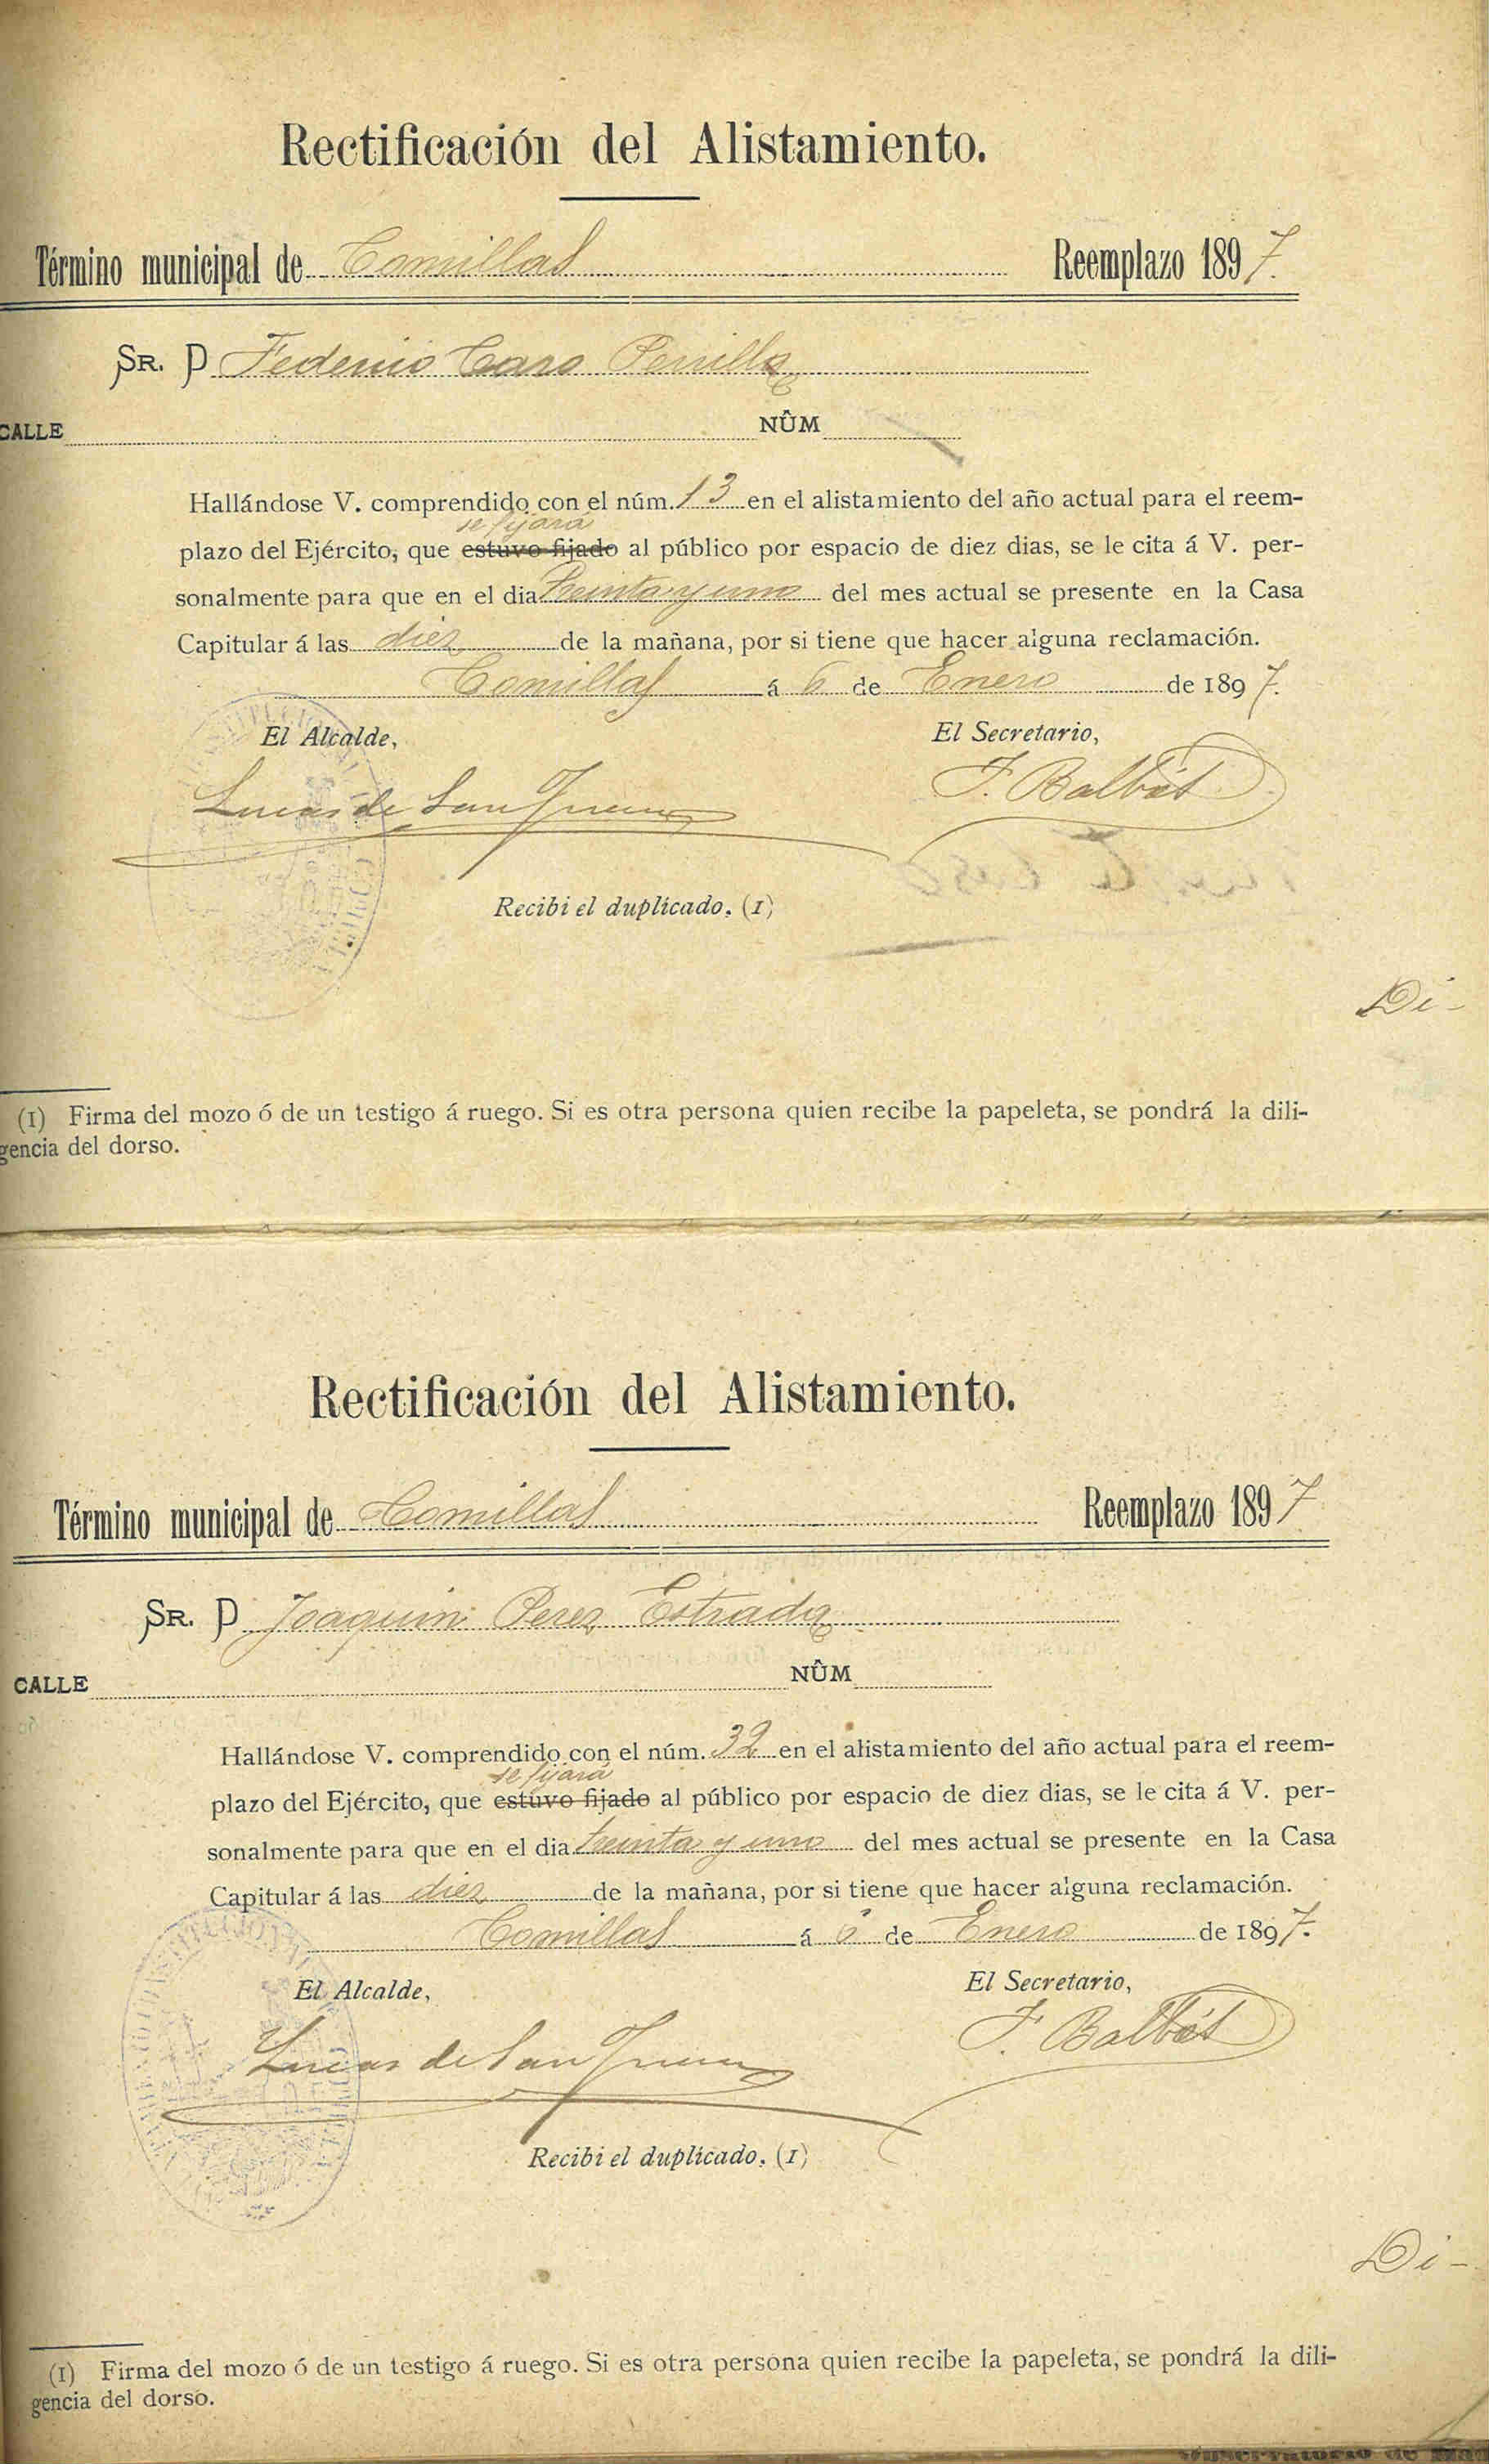 Rectificación del Alistamiento.
Término municipal de Comillas Reemplazo 1897.
SR. D Federico Caro Penilla
CALLE NÛM
Hallándose V. comprendido con el núm. 13 en el alistamiento del año actual para el reem-
se fijará
plazo del Ejército, que estuvo fijado al público por espacio de diez dias, se le cita á V. per-
sonalmente para que en el dia treinta y uno del mes actual se presente en la Casa
Capitular á las diez de la mañana, por si tiene que hacer alguna reclamación.
Comillas á 6 de Enero de 1897.
El Alcalde, El Secretario,
Lucas de San Juan F. Balbás
Recibi el duplicado. (1)
Di-
(1) Firma del mozo ó de un testigo á ruego. Si es otra persona quien recibe la papeleta, se pondrá la dili-
gencia del dorso.
Rectificación del Alistamiento.
Término municipal de Comillas Reemplazo 1897
SR. D Joaquin Perez Estrada
CALLE NÛM
Hallándose V. comprendido con el núm. 32 en el alistamiento del año actual para el reem-
se fijará
plazo del Ejército, que estuvo fijado al público por espacio de diez dias, se le cita á V. per-
sonalmente para que en el dia treinta y uno del mes actual se presente en la Casa
Capitular á las diez de la mañana, por si tiene que hacer alguna reclamación.
Comillas á 6 de Enero de 1897.
El Alcalde, El Secretario,
Lucas de San Juan F. Balbás
Recibi el duplicado. (1)
Di-
(1) Firma del mozo ó de un testigo á ruego. Si es otra persona quien recibe la papeleta, se pondrá la dili-
gencia del dorso.